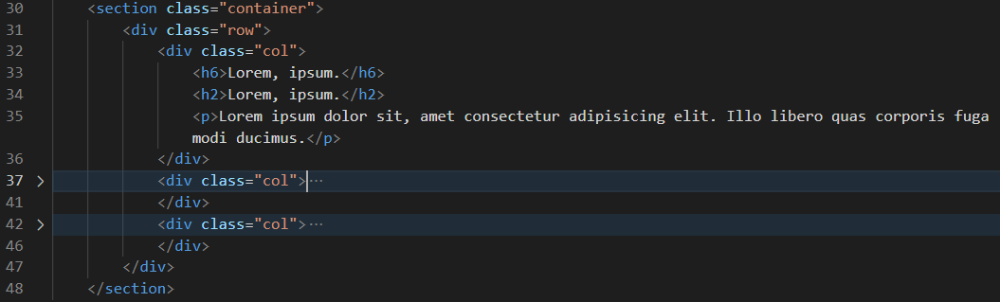 30 <section class="container">
31 <div class="row">
32 <div class="col">
33 <h6>Lorem, ipsum.</h6>
34 <h2>Lorem, ipsum.</h2>
35 <p>Lorem ipsum dolor sit, amet consectetur adipisicing elit. Illo libero quas corporis fuga
modi ducimus.</p>
36 </div>
37 <div class="col">⋯
41 </div>
42 <div class="col">⋯
46 </div>
47 </div>
48 </section>